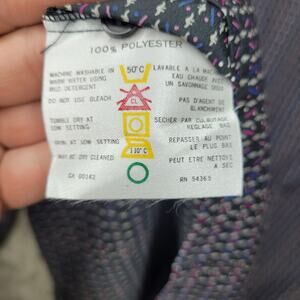 100% POLYESTER
MACHINE WASHABLE IN
WARM WATER USING
MILD DETERGENT
50°C
LAVABLE A LA MA
EAU CHAUDE AVEC
UN SAVONNAGE DOUX
DO NOT USE BLEACH
CL
PAS D'AGENT DE
BLANCHIMENT
TUMBLE DRY AT
LOW SETTING
SECHER PAR CULBUTAGE
REGLAGE BAS
IRON AT LOW SETTING
110°C
REPASSER AU POINT
LE PLUS BAS
MAY BE DRY CLEANED
PEUT ETRE NETTOYE
A SEC
CA 00142
RN 54363